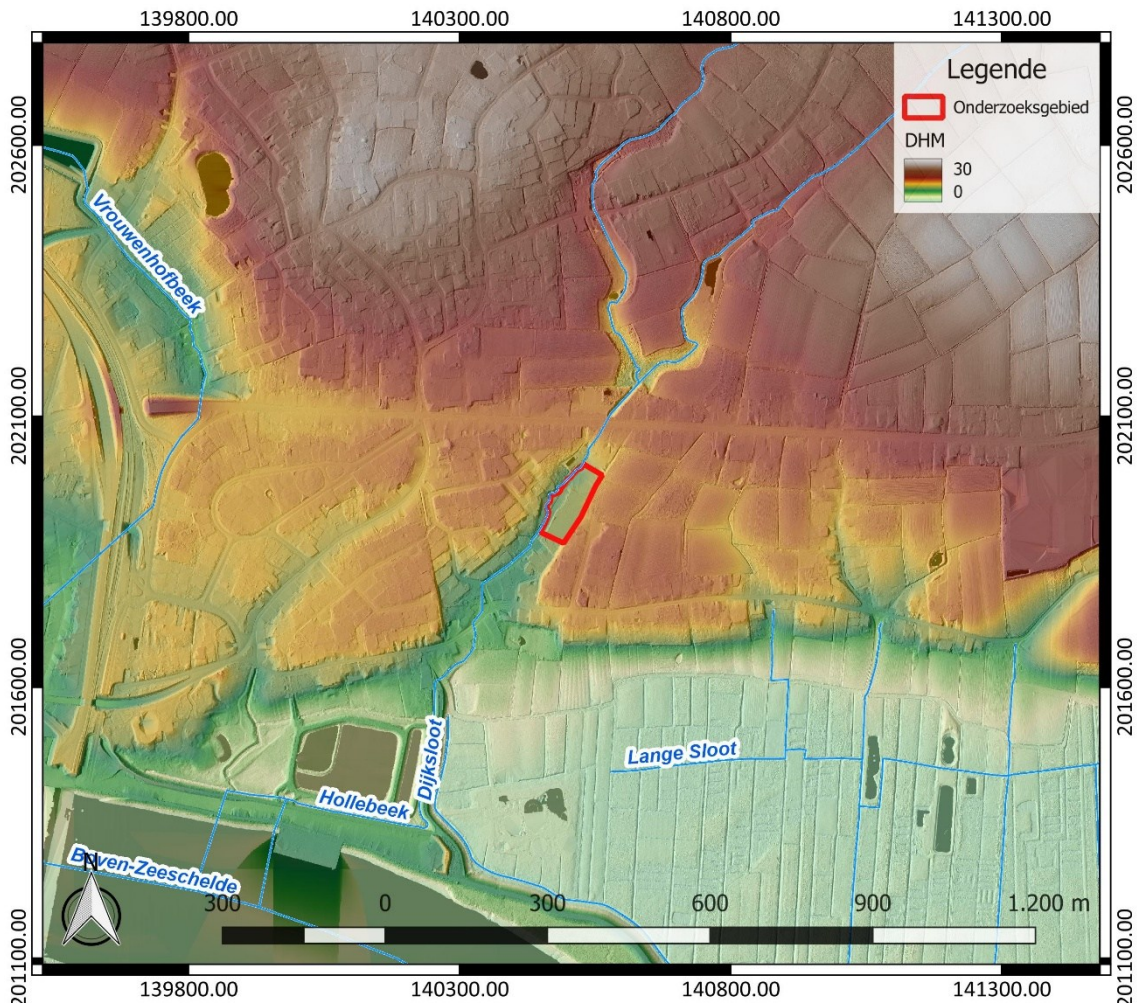 139800.00 140300.00 140800.00 141300.00
Legende
Onderzoeksgebied
DHM
30
0
202600.00 202600.00
Vrouwenhofbeek
202100.00 202100.00
201600.00 201600.00
Lange Sloot
Dijksloot
Hollebeek
Boven-Zeeschelde
N
300 0 300 600 900 1.200 m
201100.00 201100.00
139800.00 140300.00 140800.00 141300.00